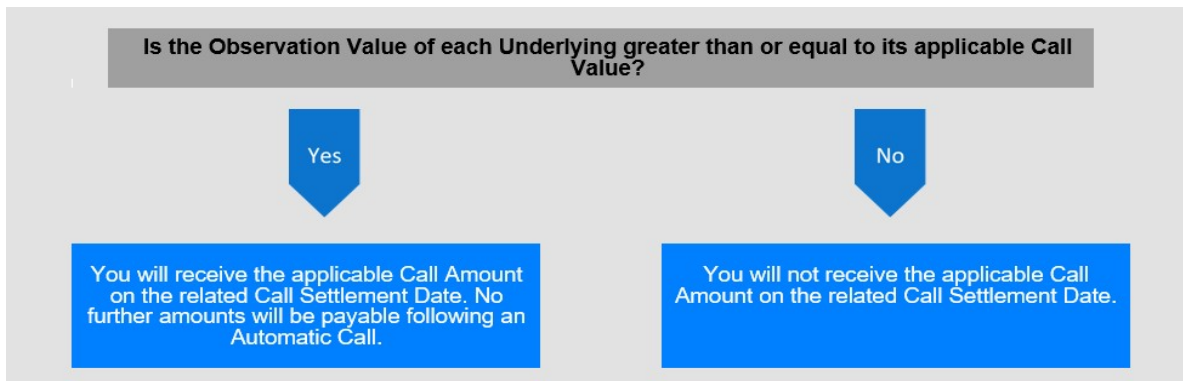 Is the Observation Value of each Underlying greater than or equal to its applicable Call
Value?
Yes
No
You will receive the applicable Call Amount
on the related Call Settlement Date. No
further amounts will be payable following an
Automatic Call.
You will not receive the applicable Call
Amount on the related Call Settlement Date.